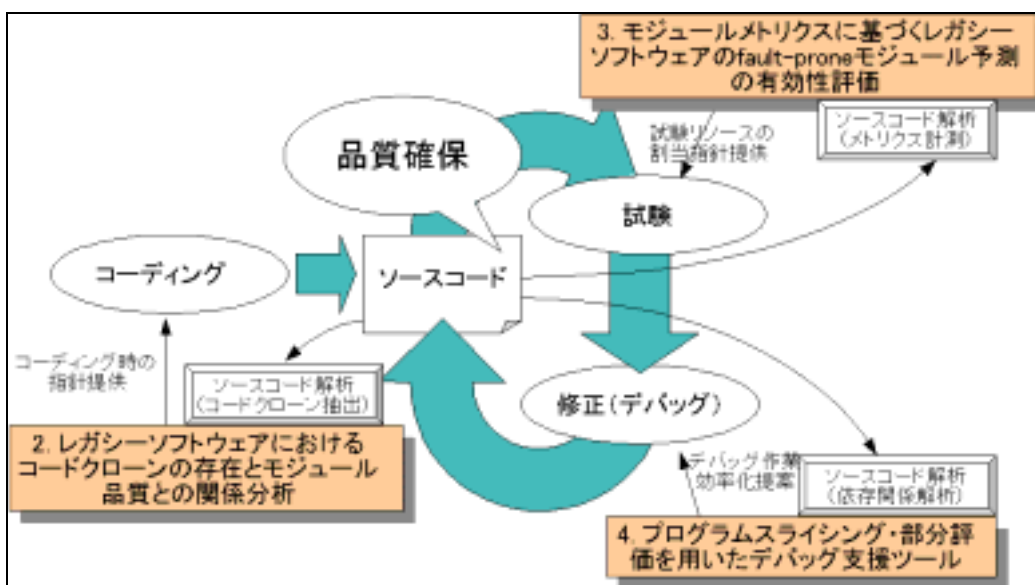 3. モジュールメトリクスに基づくレガシー
ソフトウェアのfault-proneモジュール予測
の有効性評価
ソースコード解析
(メトリクス計測)
試験リソースの
割当指針提供
品質確保
試験
コーディング
ソースコード
コーディング時の
指針提供
ソースコード解析
(コードクローン抽出)
修正(デバッグ)
2. レガシーソフトウェアにおける
コードクローンの存在とモジュール
品質との関係分析
デバッグ作業
効率化提案
ソースコード解析
(依存関係解析)
4. プログラムスライシング・部分評
価を用いたデバッグ支援ツール